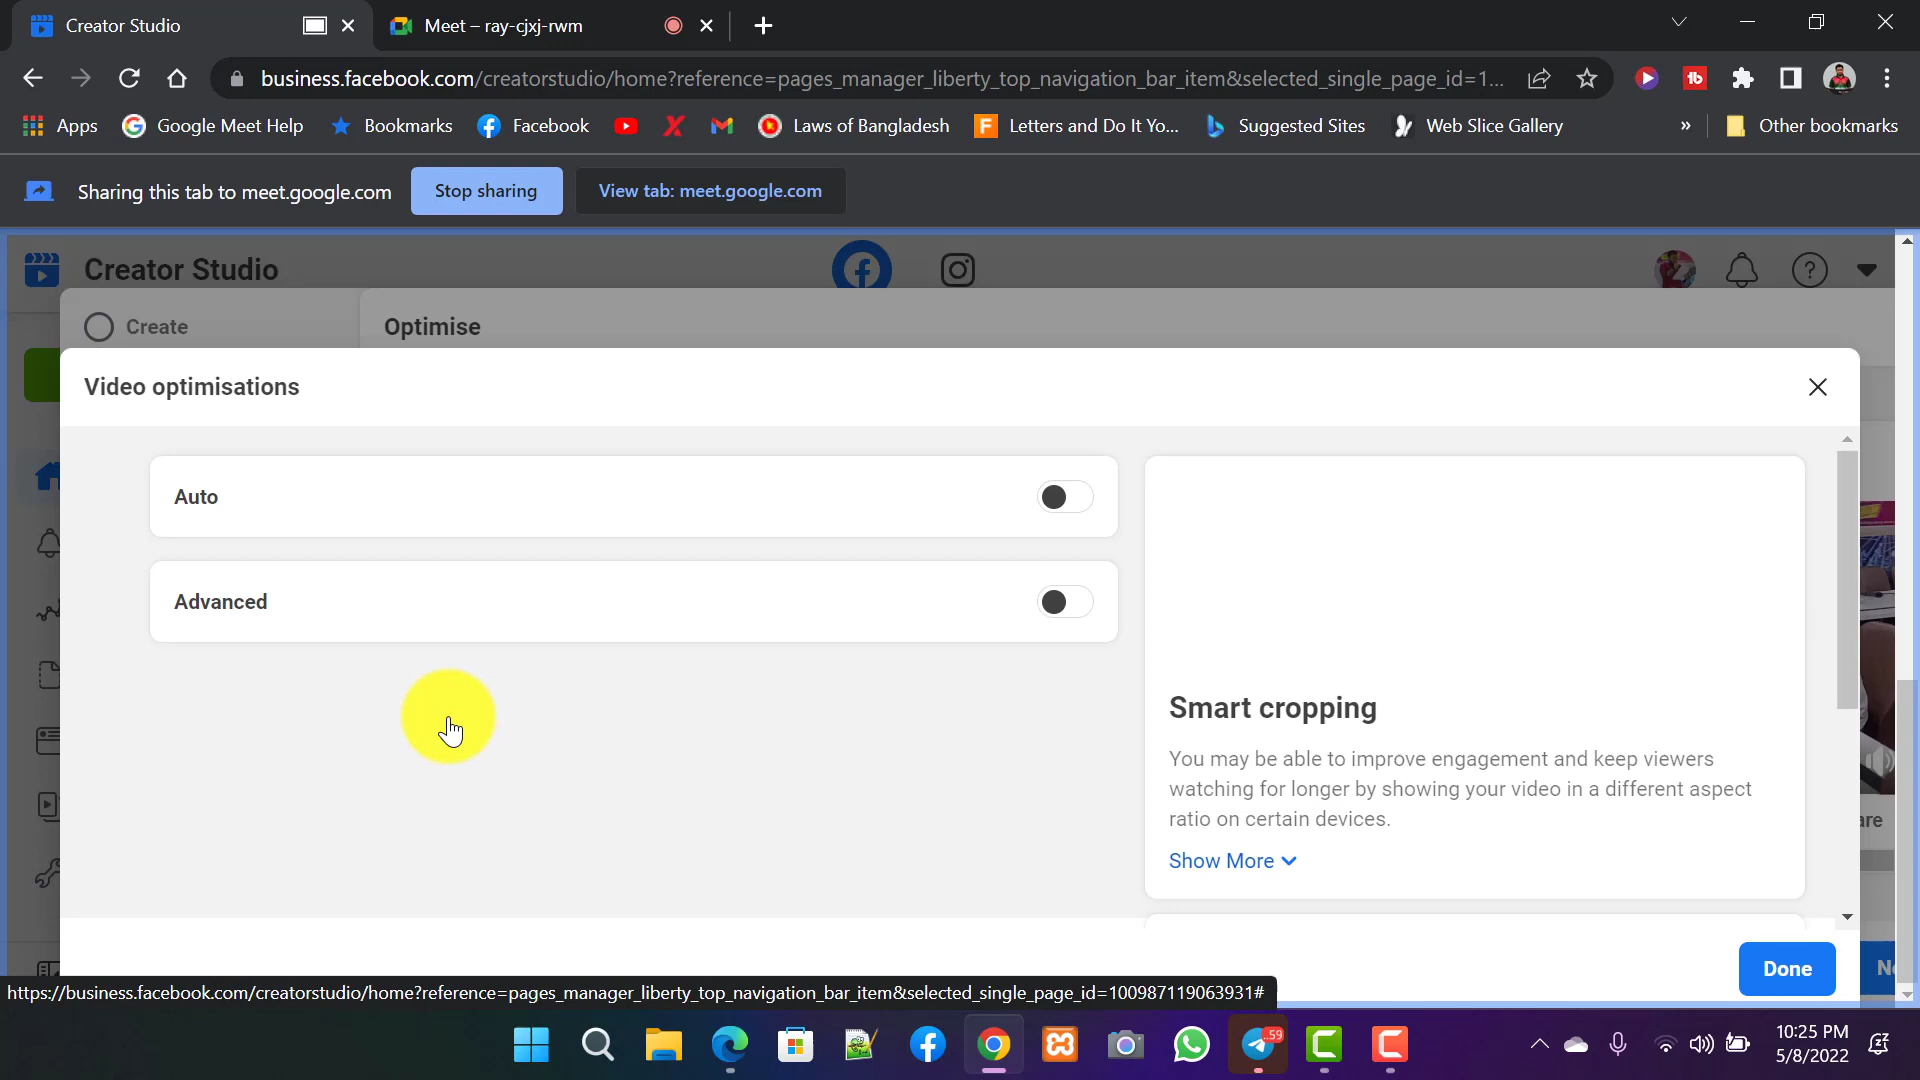 Creator Studio
Meet – ray-cjxj-rwm
business.facebook.com/creatorstudio/home?reference=pages_manager_liberty_top_navigation_bar_item&selected_single_page_id=1...
Apps
Google Meet Help
Bookmarks
Facebook
Laws of Bangladesh
Letters and Do It Yo...
Suggested Sites
Web Slice Gallery
»
Other bookmarks
Sharing this tab to meet.google.com
Stop sharing
View tab: meet.google.com
Creator Studio
Create
Optimise
Video optimisations
Auto
Advanced
Smart cropping
You may be able to improve engagement and keep viewers
watching for longer by showing your video in a different aspect
ratio on certain devices.
Show More
Done
https://business.facebook.com/creatorstudio/home?reference=pages_manager_liberty_top_navigation_bar_item&selected_single_page_id=100987119063931#
..59
10:25 PM
5/8/2022